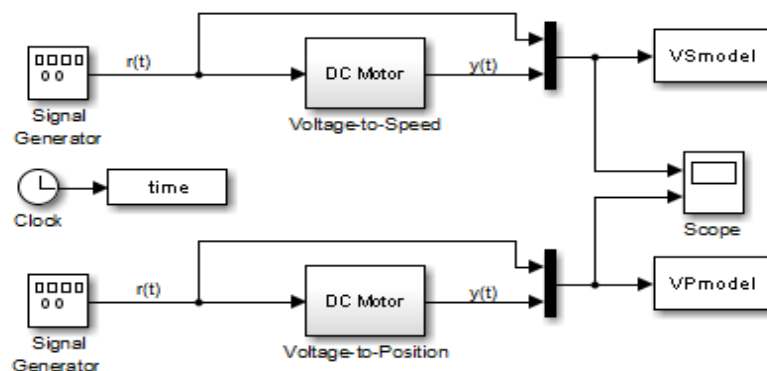 r(t)
DC Motor
y(t)
VSmodel
Signal
Generator
Voltage-to-Speed
time
Clock
Scope
r(t)
DC Motor
y(t)
VPmodel
Signal
Generator
Voltage-to-Position